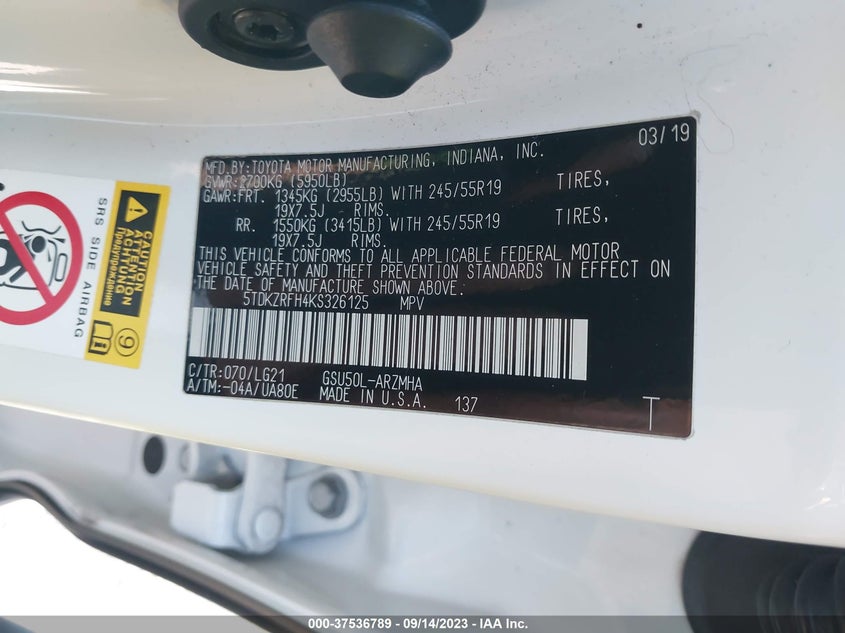 03/19
MFD.BY:TOYOTA MOTOR MANUFACTURING, INDIANA, INC.
GVWR:2700KG (5950LB)
GAWR:FRT. 1345KG (2955LB) WITH 245/55R19 TIRES,
19X7.5J - RIMS.
RR. 1550KG (3415LB) WITH 245/55R19 TIRES,
19X7.5J - RIMS.
THIS VEHICLE CONFORMS TO ALL APPLICABLE FEDERAL MOTOR
VEHICLE SAFETY AND THEFT PREVENTION STANDARDS IN EFFECT ON
THE DATE OF MANUFACTURE SHOWN ABOVE.
5TDKZRFH4KS326125 MPV
C/TR:070/LG21 GSU50L-ARZMHA
A/TM:-04A/UA80E MADE IN U.S.A. 137
T
SRS SIDE AIRBAG
CAUTION
ATTENTION
ACHTUNG
Предупреждение
9
000-37536789 - 09/14/2023 - IAA Inc.